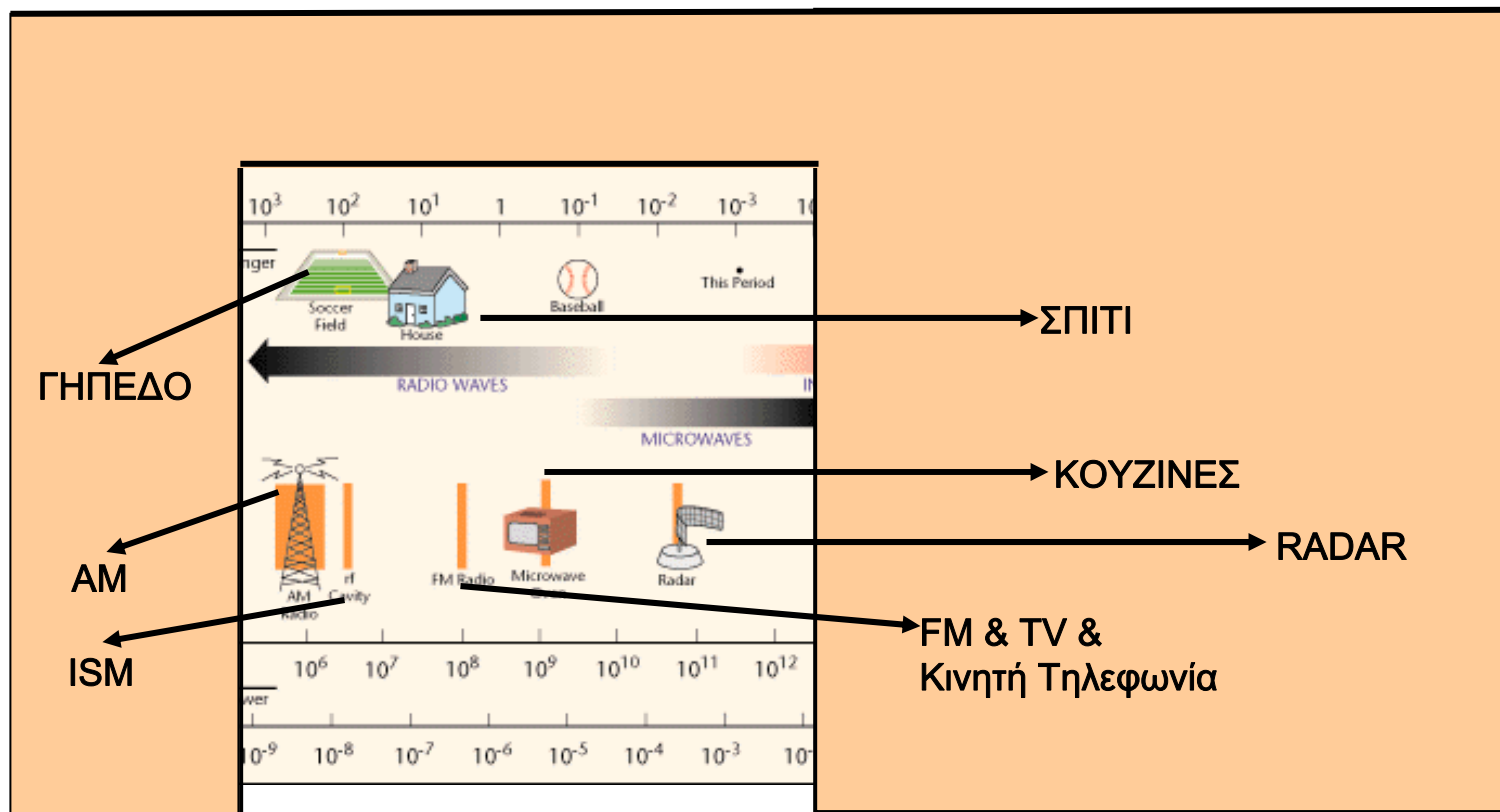 10³ 10² 10¹ 1 10⁻¹ 10⁻² 10⁻³
nger
This Period
Soccer
Field
House
Baseball
ΣΠΙΤΙ
ΓΗΠΕΔΟ
RADIO WAVES
MICROWAVES
ΚΟΥΖΙΝΕΣ
RADAR
AM
ISM
AM
Radio
rf
Cavity
FM Radio
Microwave
Radar
FM & TV &
Κινητή Τηλεφωνία
10⁶ 10⁷ 10⁸ 10⁹ 10¹⁰ 10¹¹ 10¹²
wer
10⁻⁹ 10⁻⁸ 10⁻⁷ 10⁻⁶ 10⁻⁵ 10⁻⁴ 10⁻³